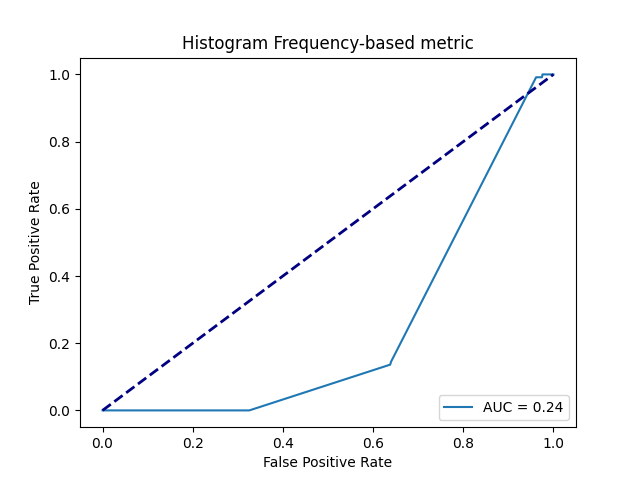 Histogram Frequency-based metric
1.0
0.8
0.6
0.4
0.2
0.0
True Positive Rate
AUC = 0.24
0.0 0.2 0.4 0.6 0.8 1.0
False Positive Rate